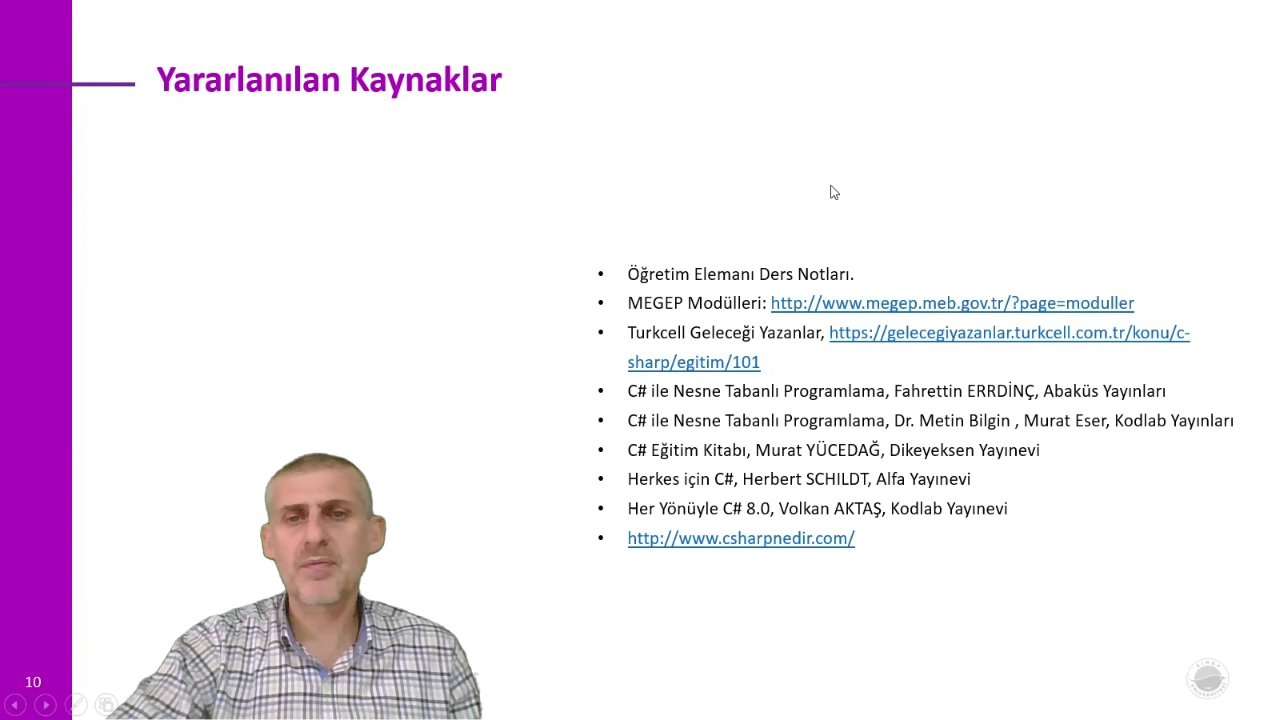 Yararlanılan Kaynaklar
• Öğretim Elemanı Ders Notları.
• MEGEP Modülleri: http://www.megep.meb.gov.tr/?page=moduller
• Turkcell Geleceği Yazanlar, https://gelecegiyazanlar.turkcell.com.tr/konu/c-
sharp/egitim/101
• C# ile Nesne Tabanlı Programlama, Fahrettin ERRDİNÇ, Abaküs Yayınları
• C# ile Nesne Tabanlı Programlama, Dr. Metin Bilgin , Murat Eser, Kodlab Yayınları
• C# Eğitim Kitabı, Murat YÜCEDAĞ, Dikeyeksen Yayınevi
• Herkes için C#, Herbert SCHILDT, Alfa Yayınevi
• Her Yönüyle C# 8.0, Volkan AKTAŞ, Kodlab Yayınevi
• http://www.csharpnedir.com/
10